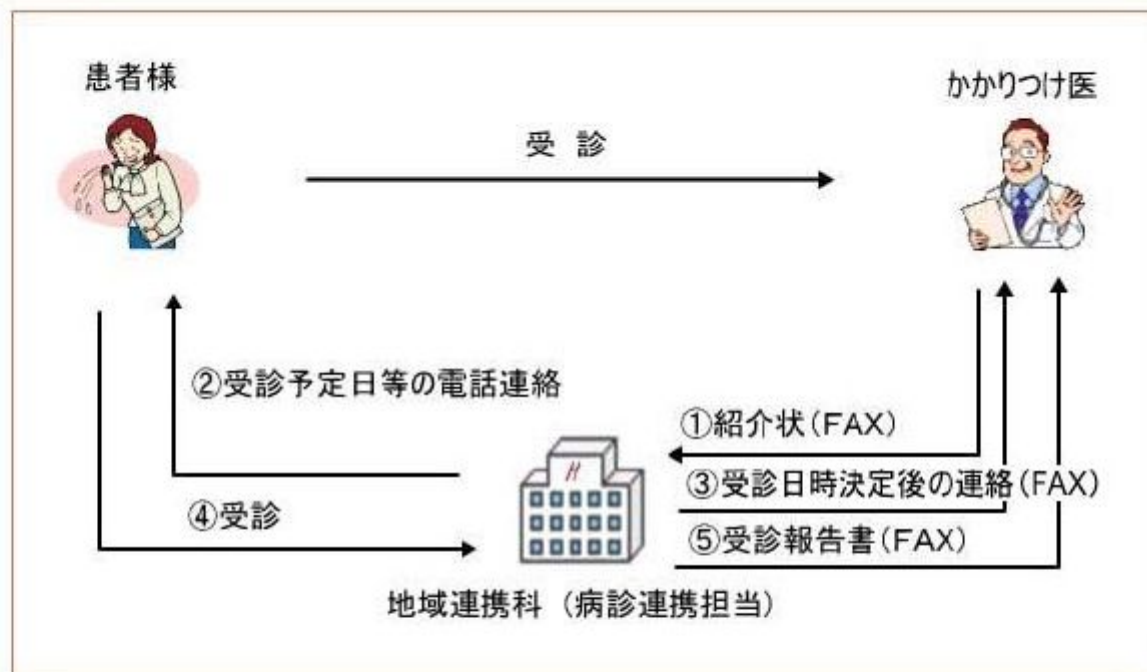 患者様
かかりつけ医
受 診
②受診予定日等の電話連絡
①紹介状(FAX)
③受診日時決定後の連絡(FAX)
④受診
⑤受診報告書(FAX)
H
地域連携科 (病診連携担当)